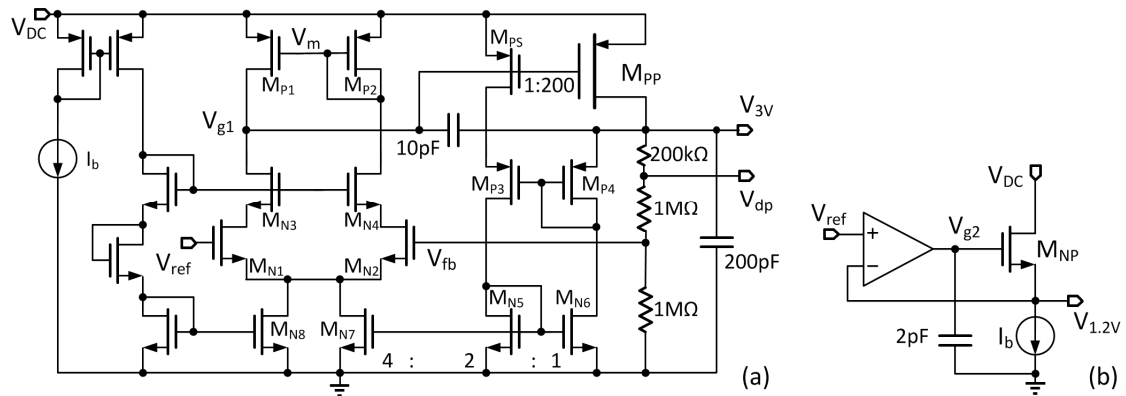 V_DC
I_b
V_ref
V_g1
V_m
M_P1
M_P2
M_N3
M_N4
M_N1
M_N2
V_fb
M_N8
M_N7
10pF
M_PS
1:200
M_PP
M_P3
M_P4
M_N5
M_N6
4 : 2 : 1
200kΩ
1MΩ
1MΩ
V_3V
V_dp
200pF
(a)
V_DC
V_ref
+
−
V_g2
M_NP
2pF
I_b
V_1.2V
(b)